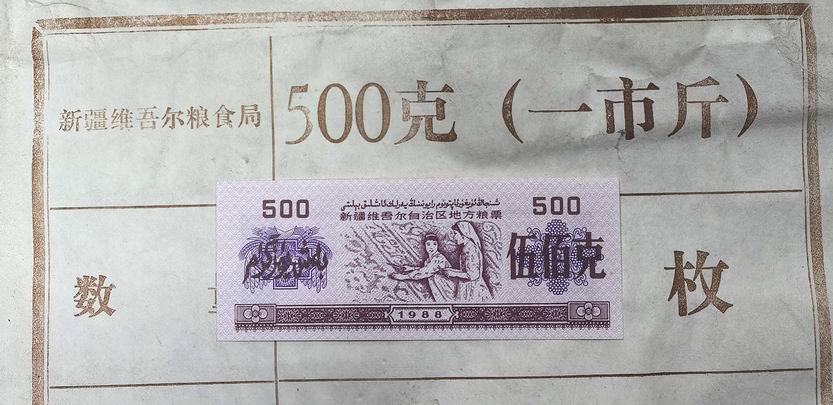 新疆维吾尔粮食局
500克（一市斤）
500
500
新疆维吾尔自治区地方粮票
伍佰克
1988
数
枚